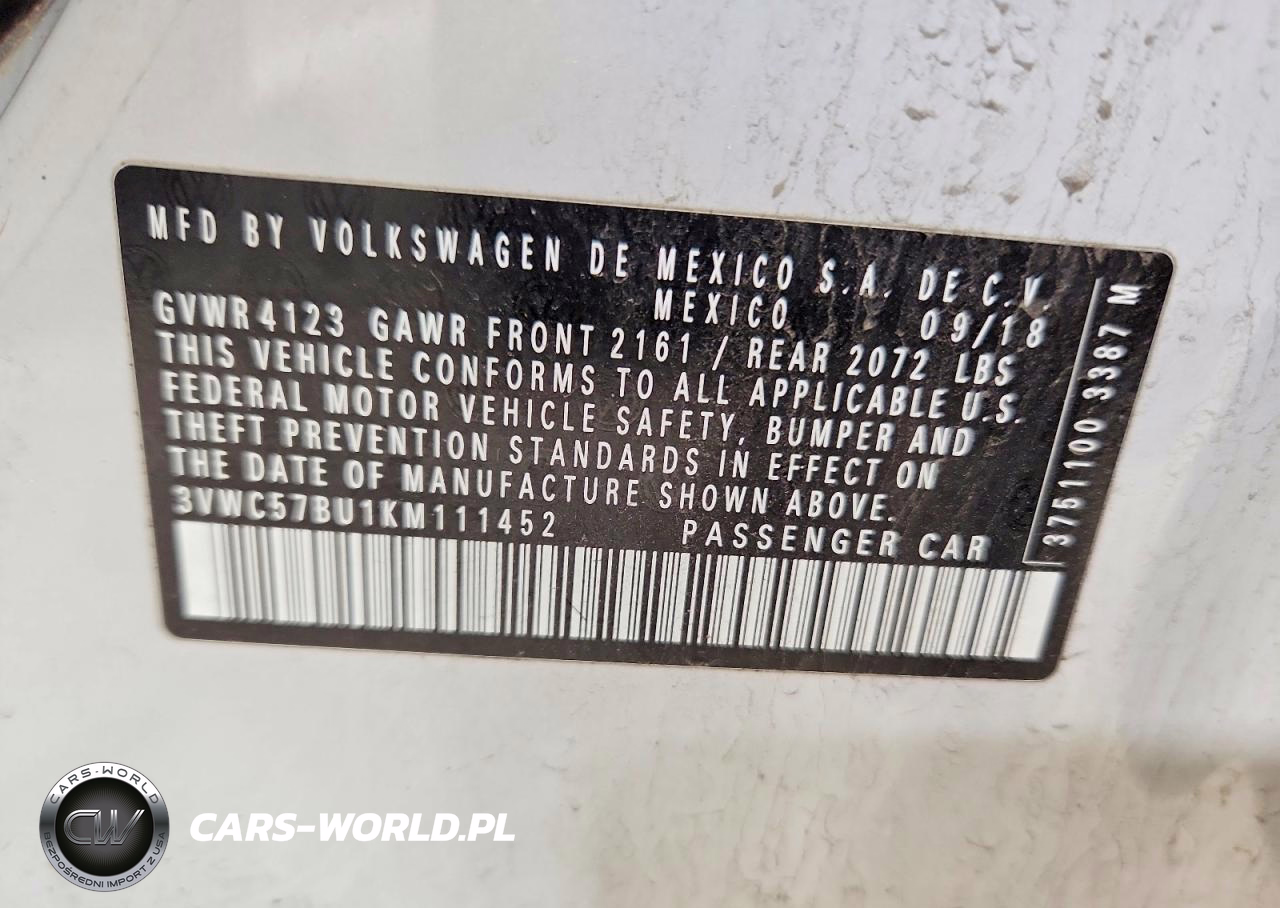 MFD BY VOLKSWAGEN DE MEXICO S.A. DE C.V.
MEXICO 09/18
GVWR 4123 GAWR FRONT 2161 / REAR 2072 LBS
THIS VEHICLE CONFORMS TO ALL APPLICABLE U.S.
FEDERAL MOTOR VEHICLE SAFETY, BUMPER AND
THEFT PREVENTION STANDARDS IN EFFECT ON
THE DATE OF MANUFACTURE SHOWN ABOVE.
3VWC57BU1KM111452 PASSENGER CAR
3751100 3387 M
CARS-WORLD
CW
BEZPOŚREDNI IMPORT Z USA
CARS-WORLD.PL